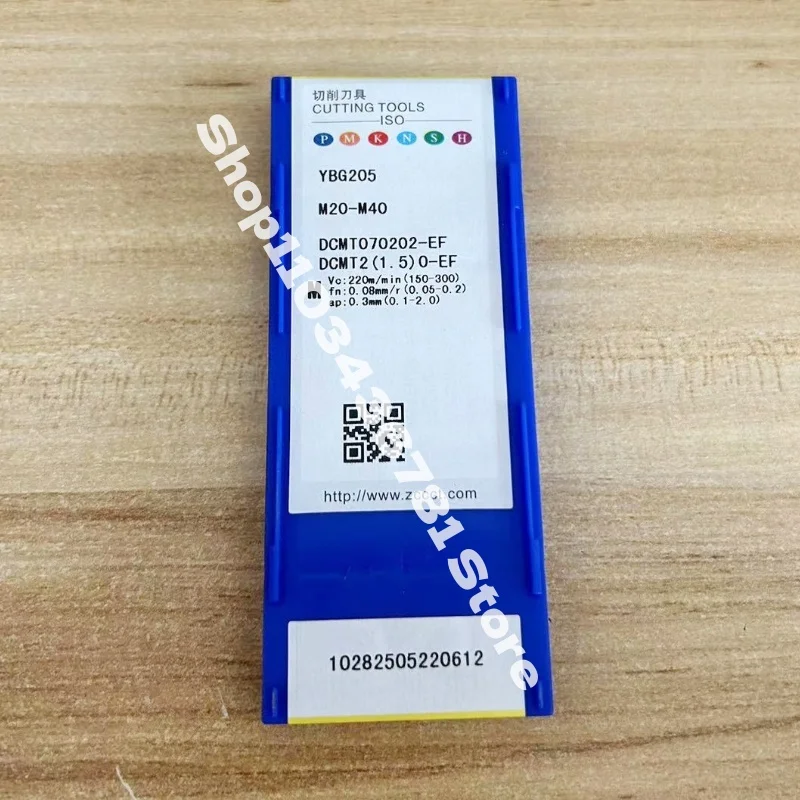 切削刀具
CUTTING TOOLS
ISO
P M K N S H
YBG205
M20-M40
DCMT070202-EF
DCMT2(1.5)0-EF
Vc:220m/min(150-300)
M fn:0.08mm/r(0.05-0.2)
ap:0.3mm(0.1-2.0)
http://www.zccct.com
10282505220612